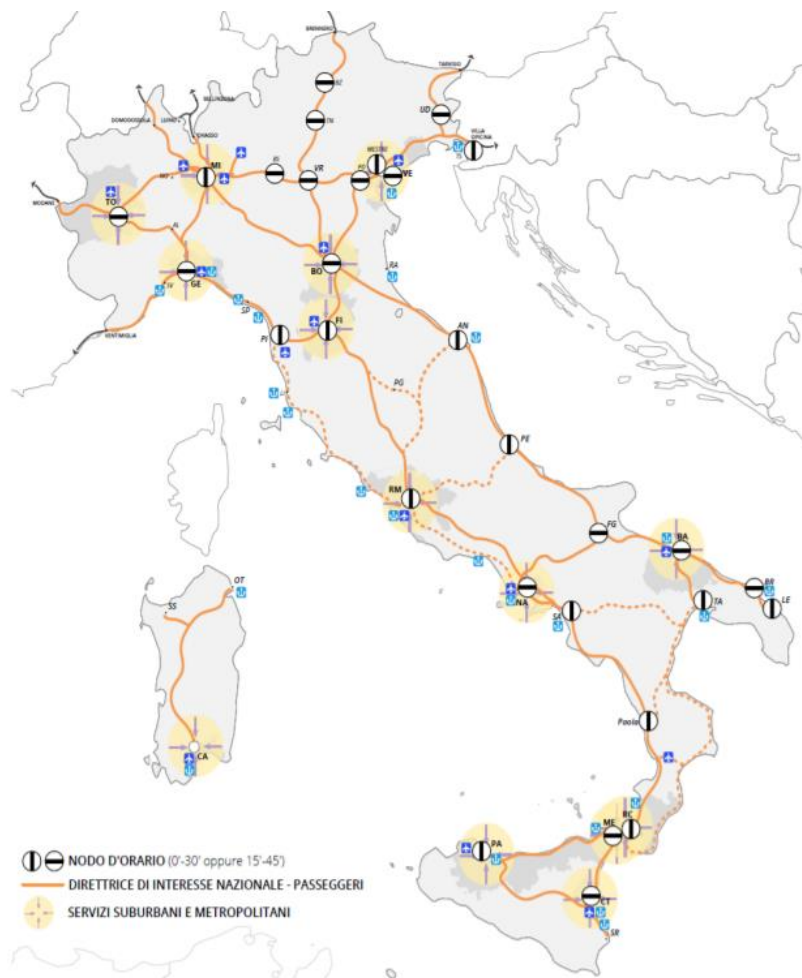 BRENNERO
TARVISIO
BZ
BELLINZONA
DOMODOSSOLA
LUINO
CHIASSO
TN
UD
VILLA
OPICINA
TS
MESTRE
MI
BS
VR
PD
VE
NO
TO
MODANE
AL
BO
RA
GE
SV
SP
FI
PI
AN
VENTIMIGLIA
PG
PE
RM
FG
BA
NA
SA
BR
TA
LE
OT
SS
Paola
CA
ME
RC
PA
CT
SR
NODO D'ORARIO (0'-30' oppure 15'-45')
DIRETTRICE DI INTERESSE NAZIONALE - PASSEGGERI
SERVIZI SUBURBANI E METROPOLITANI